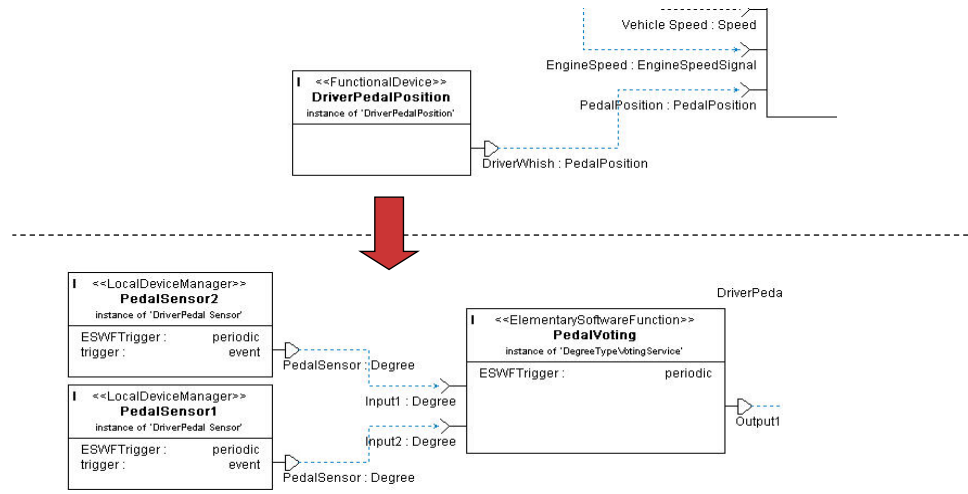 Vehicle Speed : Speed
EngineSpeed : EngineSpeedSignal
PedalPosition : PedalPosition
I <<FunctionalDevice>>
DriverPedalPosition
instance of 'DriverPedalPosition'
DriverWhish : PedalPosition
I <<LocalDeviceManager>>
PedalSensor2
instance of 'DriverPedal Sensor'
ESWFTrigger : periodic
trigger : event
PedalSensor : Degree
I <<LocalDeviceManager>>
PedalSensor1
instance of 'DriverPedal Sensor'
ESWFTrigger : periodic
trigger : event
PedalSensor : Degree
Input1 : Degree
Input2 : Degree
DriverPeda
I <<ElementarySoftwareFunction>>
PedalVoting
instance of 'DegreeTypeVotingService'
ESWFTrigger : periodic
Output1